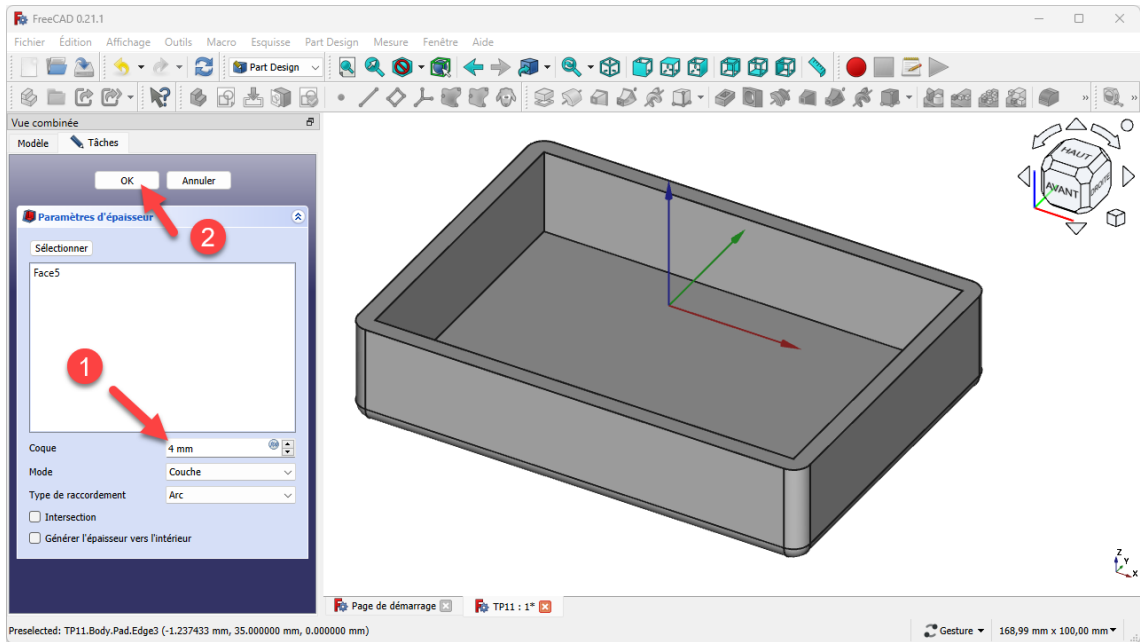 FreeCAD 0.21.1
Fichier Édition Affichage Outils Macro Esquisse Part Design Mesure Fenêtre Aide
Part Design
Vue combinée
Modèle Tâches
OK Annuler
Paramètres d'épaisseur
2
Sélectionner
Face5
1
Coque 4 mm
Mode Couche
Type de raccordement Arc
Intersection
Générer l'épaisseur vers l'intérieur
HAUT
AVANT DROITE
Z
Y
X
Page de démarrage TP11 : 1*
Preselected: TP11.Body.Pad.Edge3 (-1.237433 mm, 35.000000 mm, 0.000000 mm) Gesture 168,99 mm x 100,00 mm